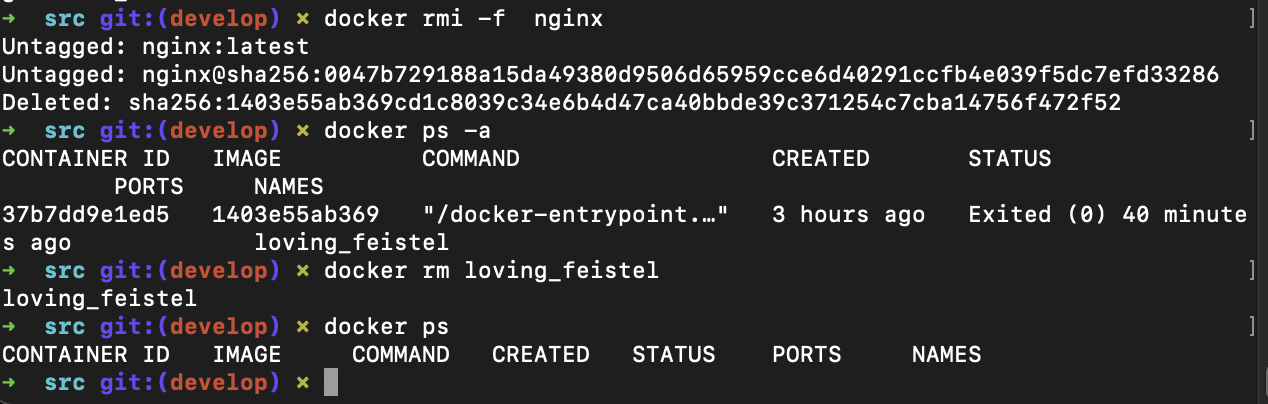 ➜  src git:(develop) ✗ docker rmi -f  nginx
Untagged: nginx:latest
Untagged: nginx@sha256:0047b729188a15da49380d9506d65959cce6d40291ccfb4e039f5dc7efd33286
Deleted: sha256:1403e55ab369cd1c8039c34e6b4d47ca40bbde39c371254c7cba14756f472f52
➜  src git:(develop) ✗ docker ps -a
CONTAINER ID   IMAGE          COMMAND                  CREATED       STATUS
        PORTS     NAMES
37b7dd9e1ed5   1403e55ab369   "/docker-entrypoint.…"   3 hours ago   Exited (0) 40 minute
s ago             loving_feistel
➜  src git:(develop) ✗ docker rm loving_feistel
loving_feistel
➜  src git:(develop) ✗ docker ps
CONTAINER ID   IMAGE     COMMAND   CREATED   STATUS    PORTS     NAMES
➜  src git:(develop) ✗